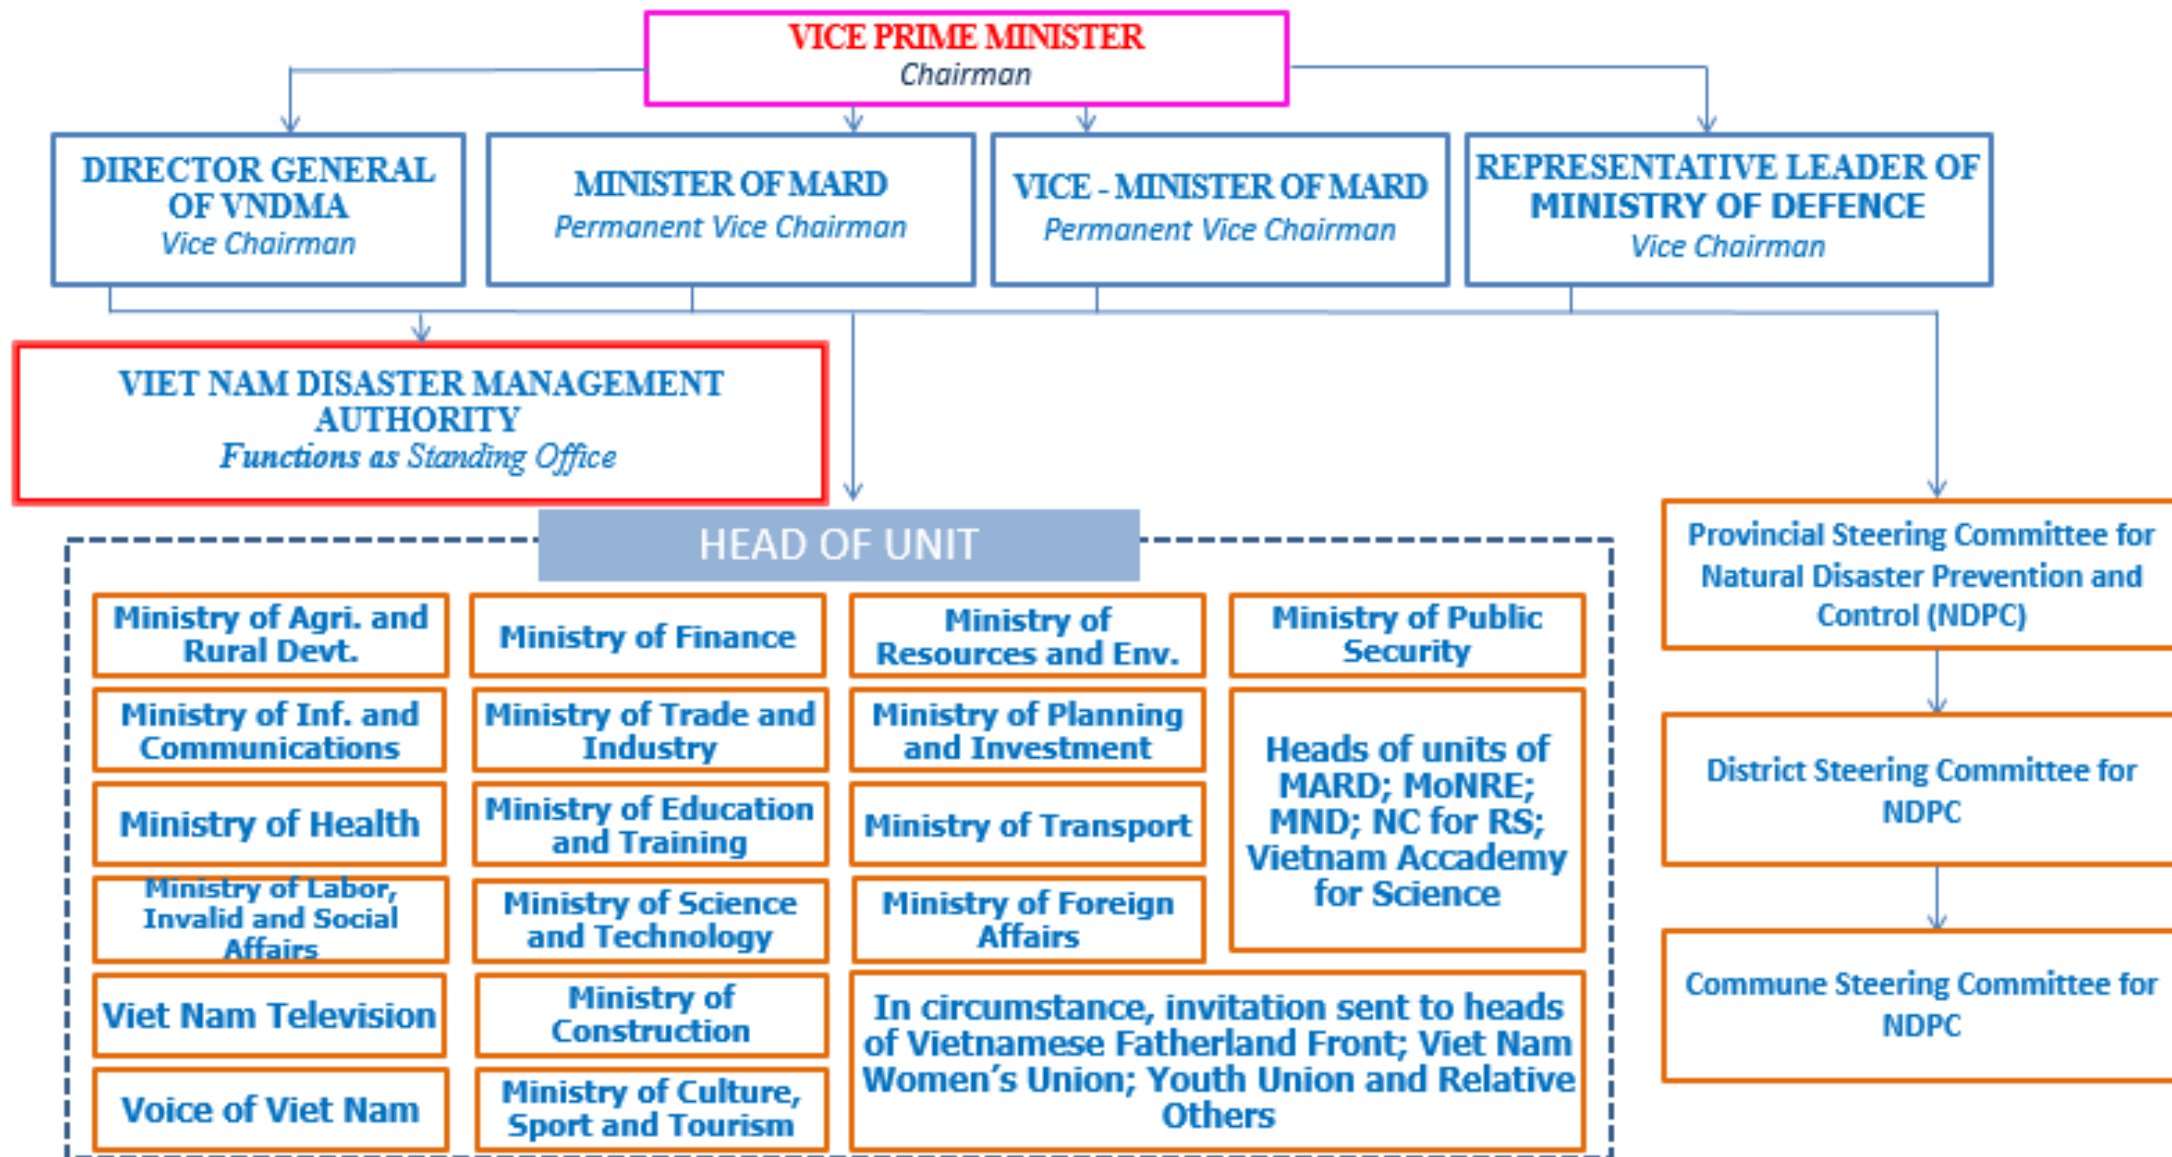 VICE PRIME MINISTER
Chairman
DIRECTOR GENERAL
OF VNDMA
Vice Chairman
MINISTER OF MARD
Permanent Vice Chairman
VICE - MINISTER OF MARD
Permanent Vice Chairman
REPRESENTATIVE LEADER OF
MINISTRY OF DEFENCE
Vice Chairman
VIET NAM DISASTER MANAGEMENT
AUTHORITY
Functions as Standing Office
HEAD OF UNIT
Ministry of Agri. and
Rural Devt.
Ministry of Finance
Ministry of
Resources and Env.
Ministry of Public
Security
Ministry of Inf. and
Communications
Ministry of Trade and
Industry
Ministry of Planning
and Investment
Heads of units of
MARD; MoNRE;
MND; NC for RS;
Vietnam Accademy
for Science
Ministry of Health
Ministry of Education
and Training
Ministry of Transport
Ministry of Labor,
Invalid and Social
Affairs
Ministry of Science
and Technology
Ministry of Foreign
Affairs
Viet Nam Television
Ministry of
Construction
In circumstance, invitation sent to heads
of Vietnamese Fatherland Front; Viet Nam
Women's Union; Youth Union and Relative
Others
Voice of Viet Nam
Ministry of Culture,
Sport and Tourism
Provincial Steering Committee for
Natural Disaster Prevention and
Control (NDPC)
District Steering Committee for
NDPC
Commune Steering Committee for
NDPC